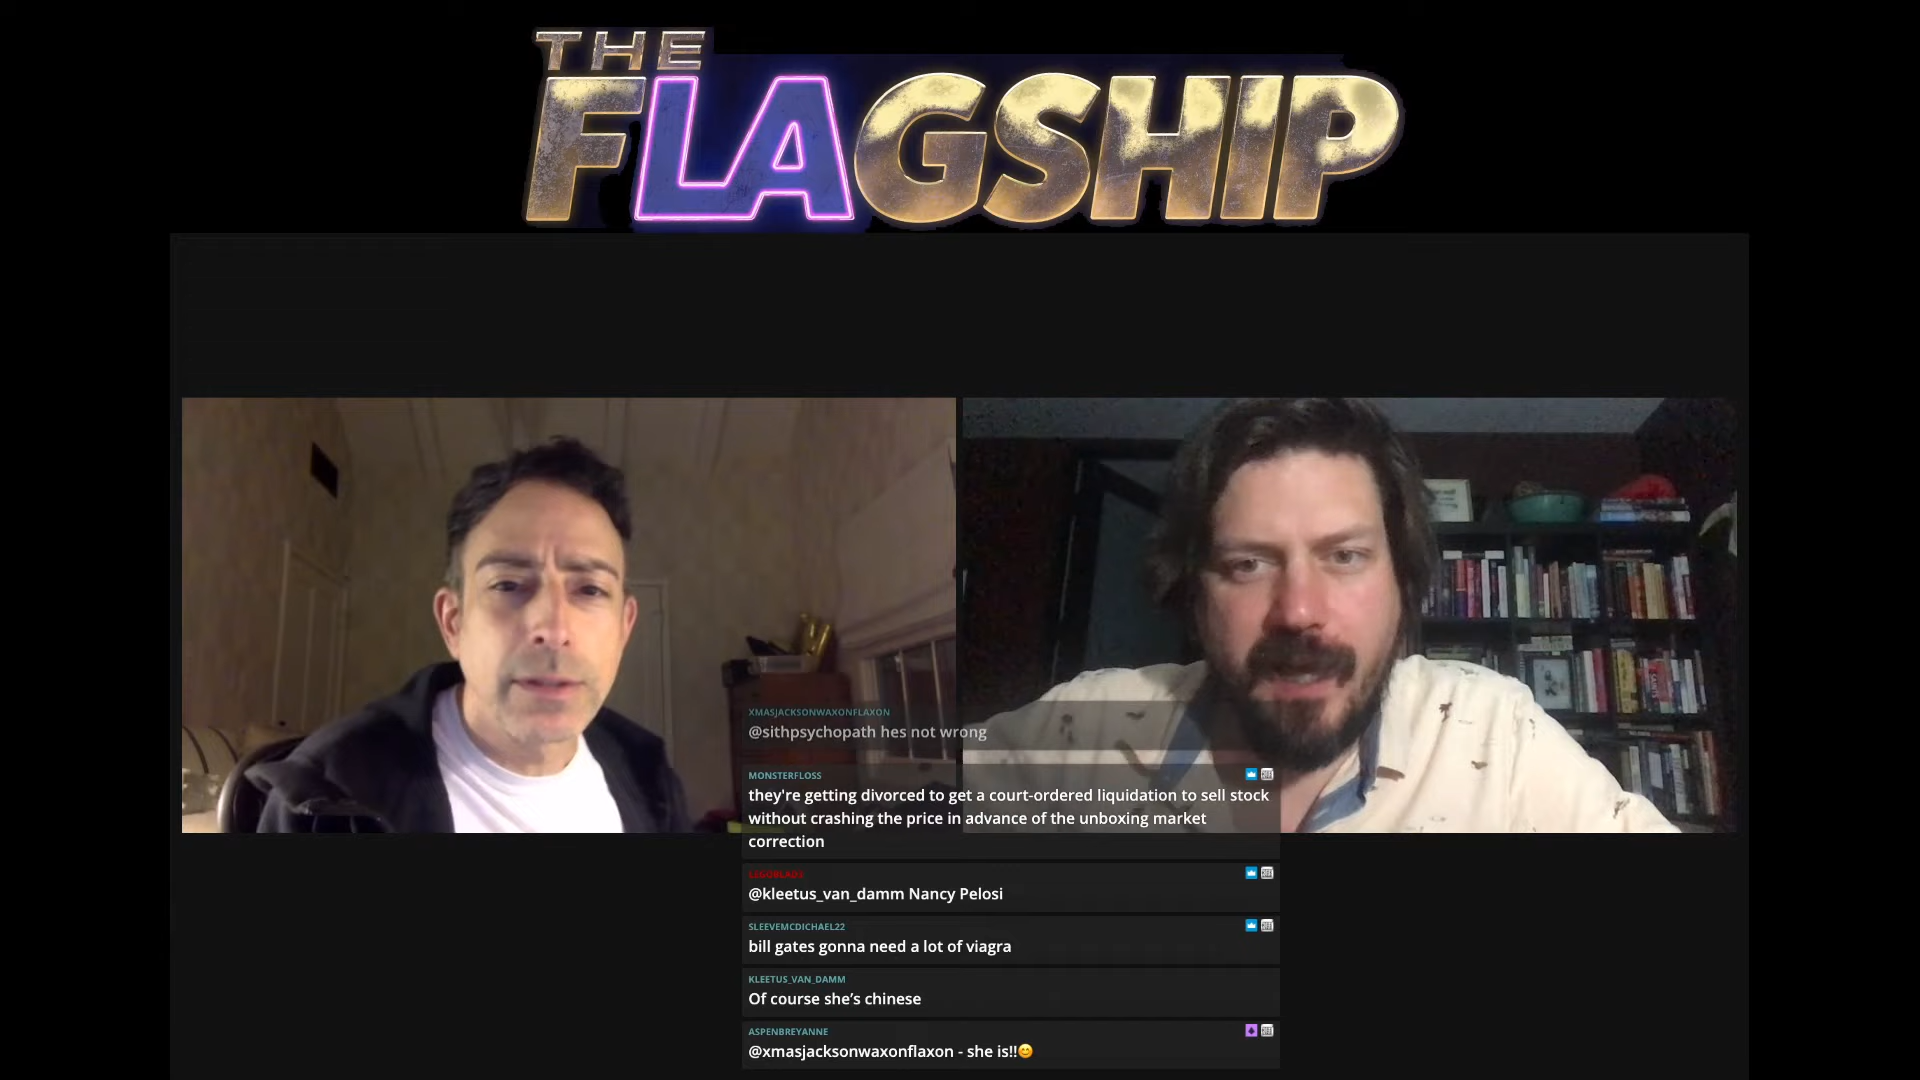 THE
FLAGSHIP
XMASJACKSONWAXONFLAXON
@sithpsychopath hes not wrong
MONSTERFLOSS
they're getting divorced to get a court-ordered liquidation to sell stock
without crashing the price in advance of the unboxing market
correction
@kleetus_van_damm Nancy Pelosi
SLEEVEMCDICHAEL22
bill gates gonna need a lot of viagra
KLEETUS_VAN_DAMM
Of course she’s chinese
ASPENBREYANNE
@xmasjacksonwaxonflaxon - she is!!😊